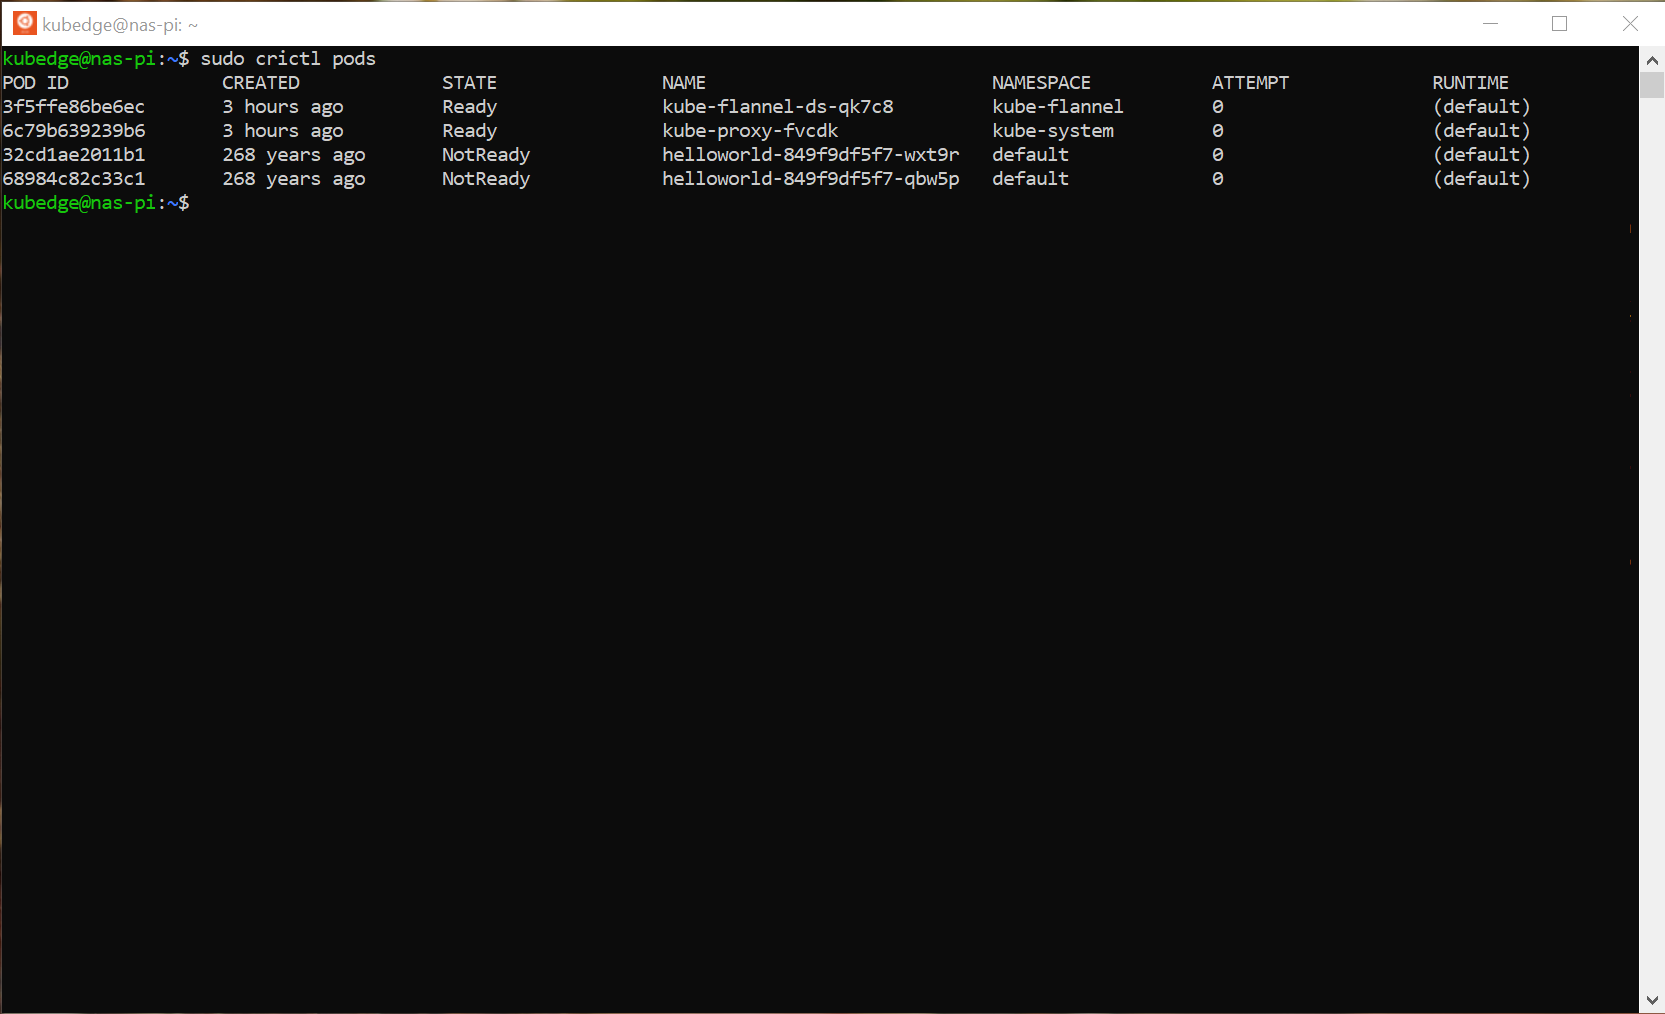 kubedge@nas-pi: ~
kubedge@nas-pi:~$ sudo crictl pods
POD ID CREATED STATE NAME NAMESPACE ATTEMPT RUNTIME
3f5ffe86be6ec 3 hours ago Ready kube-flannel-ds-qk7c8 kube-flannel 0 (default)
6c79b639239b6 3 hours ago Ready kube-proxy-fvcdk kube-system 0 (default)
32cd1ae2011b1 268 years ago NotReady helloworld-849f9df5f7-wxt9r default 0 (default)
68984c82c33c1 268 years ago NotReady helloworld-849f9df5f7-qbw5p default 0 (default)
kubedge@nas-pi:~$